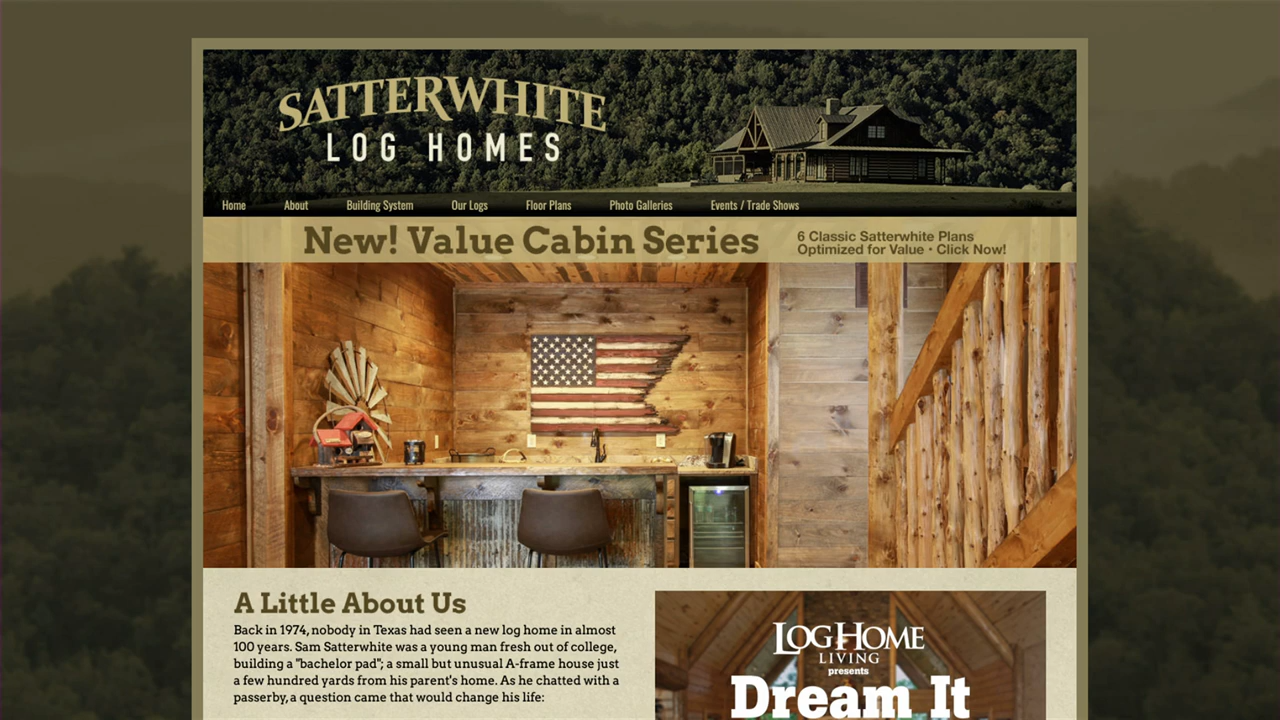 SATTERWHITE
LOG HOMES
Home About Building System Our Logs Floor Plans Photo Galleries Events / Trade Shows
New! Value Cabin Series
6 Classic Satterwhite Plans
Optimized for Value • Click Now!
A Little About Us
Back in 1974, nobody in Texas had seen a new log home in almost
100 years. Sam Satterwhite was a young man fresh out of college,
building a "bachelor pad"; a small but unusual A-frame house just
a few hundred yards from his parent's home. As he chatted with a
passerby, a question came that would change his life:
LOG HOME
LIVING
presents
Dream It